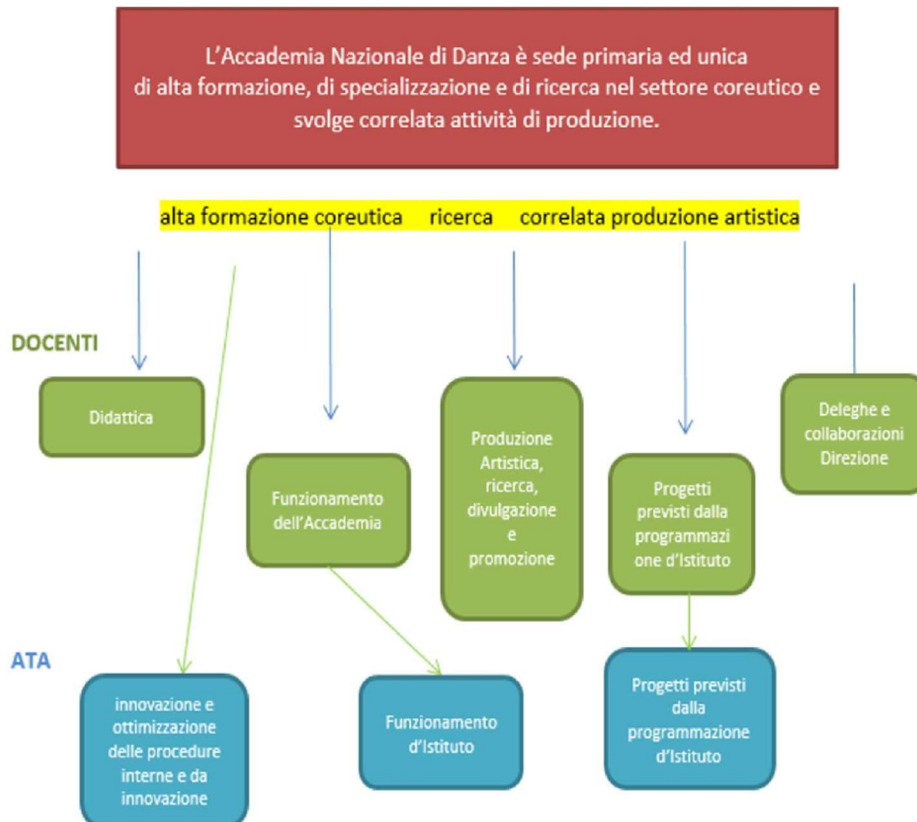 L’Accademia Nazionale di Danza è sede primaria ed unica
di alta formazione, di specializzazione e di ricerca nel settore coreutico e
svolge correlata attività di produzione.
alta formazione coreutica ricerca correlata produzione artistica
DOCENTI
Didattica
Funzionamento
dell’Accademia
Produzione
Artistica,
ricerca,
divulgazione
e
promozione
Progetti
previsti dalla
programmazi
one d’Istituto
Deleghe e
collaborazioni
Direzione
ATA
innovazione e
ottimizzazione
delle procedure
interne e da
innovazione
Funzionamento
d’Istituto
Progetti previsti
dalla
programmazione
d’Istituto